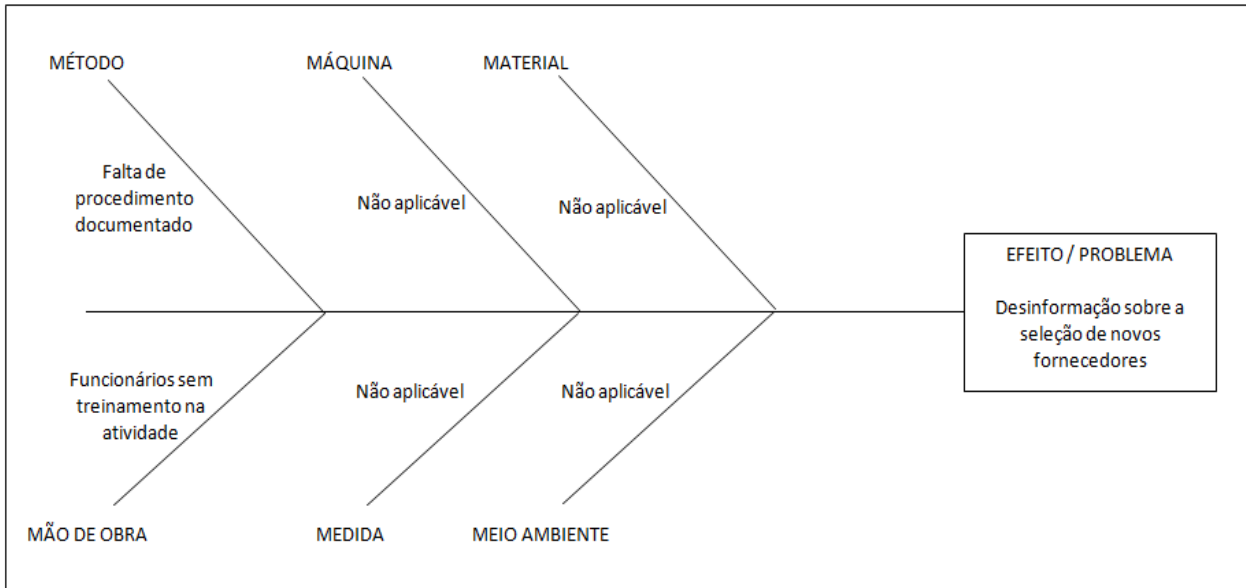 MÉTODO
MÁQUINA
MATERIAL
Falta de
procedimento
documentado
Não aplicável
Não aplicável
EFEITO / PROBLEMA
Desinformação sobre a
seleção de novos
fornecedores
Funcionários sem
treinamento na
atividade
Não aplicável
Não aplicável
MÃO DE OBRA
MEDIDA
MEIO AMBIENTE